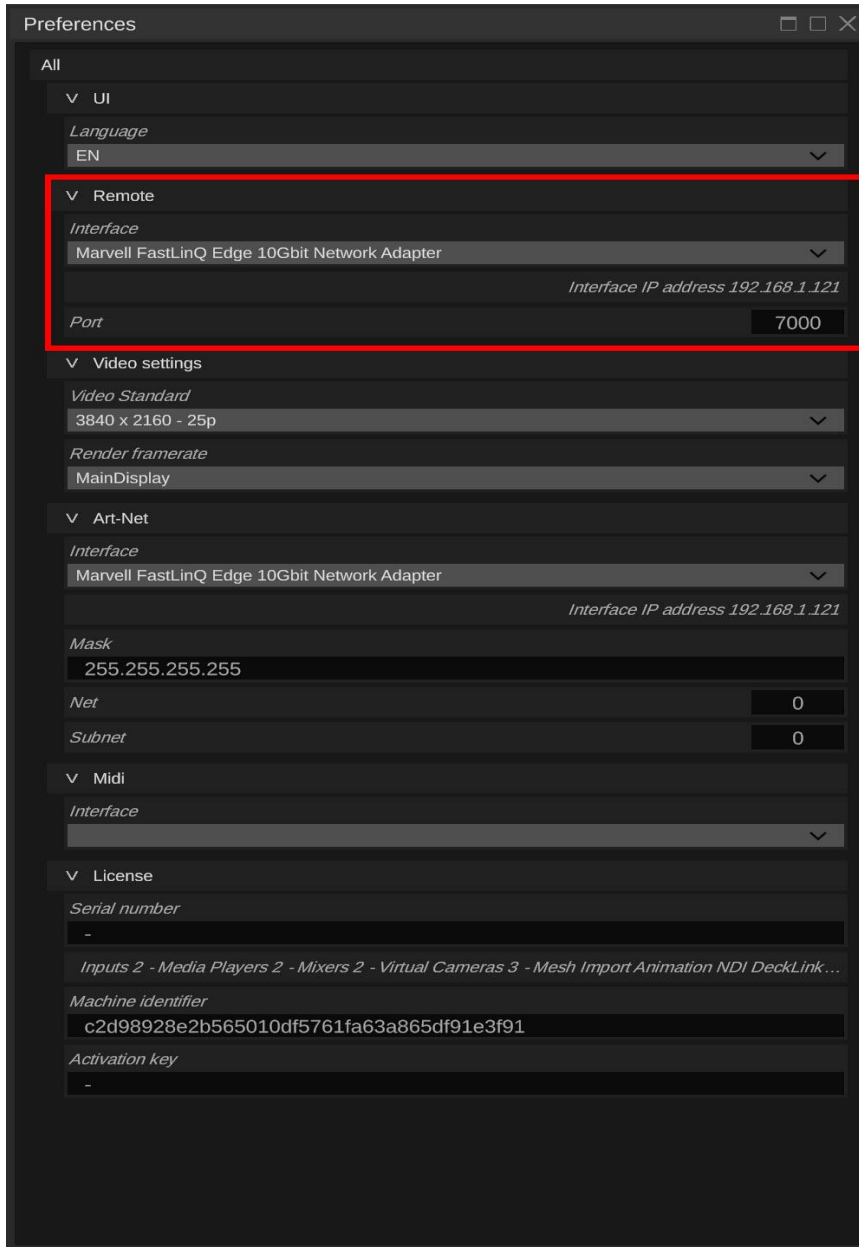 Preferences
All
UI
Language
EN
Remote
Interface
Marvell FastLinQ Edge 10Gbit Network Adapter
Interface IP address 192.168.1.121
Port 7000
Video settings
Video Standard
3840 x 2160 - 25p
Render framerate
MainDisplay
Art-Net
Interface
Marvell FastLinQ Edge 10Gbit Network Adapter
Interface IP address 192.168.1.121
Mask
255.255.255.255
Net 0
Subnet 0
Midi
Interface
License
Serial number
-
Inputs 2 - Media Players 2 - Mixers 2 - Virtual Cameras 3 - Mesh Import Animation NDI DeckLink...
Machine identifier
c2d98928e2b565010df5761fa63a865df91e3f91
Activation key
-